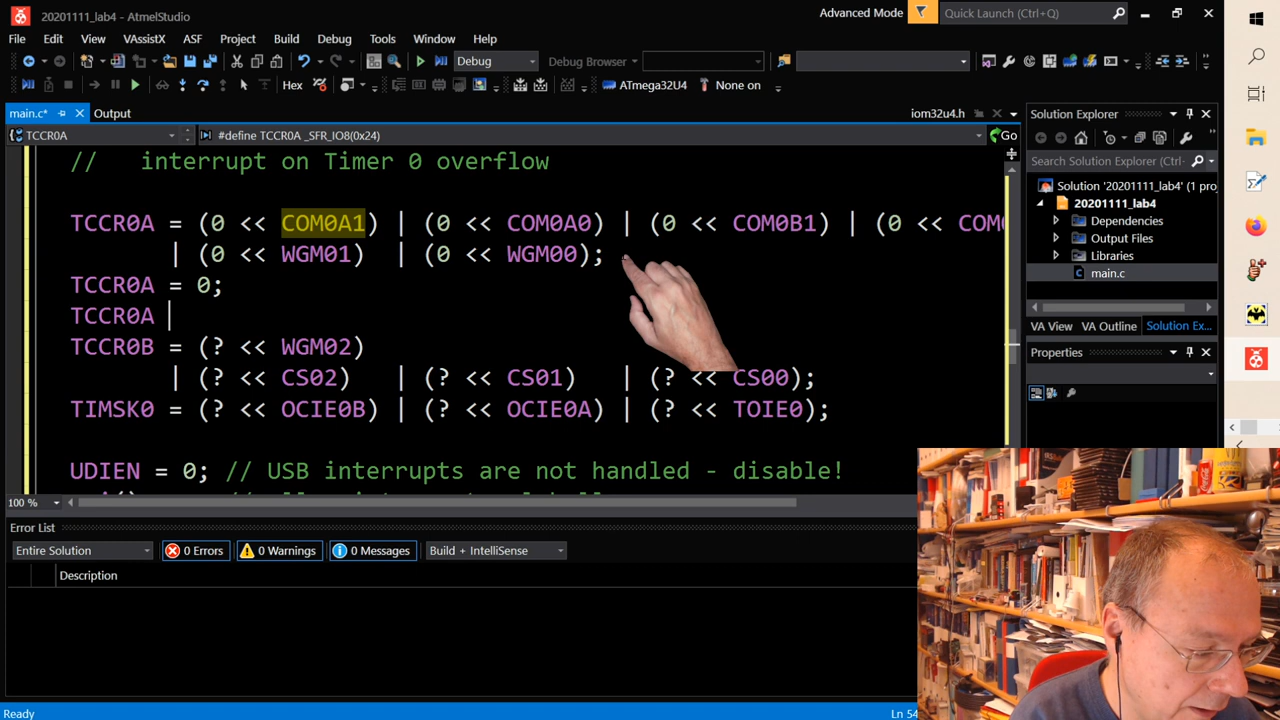 20201111_lab4 - AtmelStudio
Advanced Mode
Quick Launch (Ctrl+Q)
File Edit View VAssistX ASF Project Build Debug Tools Window Help
Debug
Debug Browser
Hex
ATmega32U4
None on
main.c*
Output
iom32u4.h
TCCR0A
#define TCCR0A _SFR_IO8(0x24)
Go
// interrupt on Timer 0 overflow
TCCR0A = (0 << COM0A1) | (0 << COM0A0) | (0 << COM0B1) | (0 << COM0
| (0 << WGM01) | (0 << WGM00);
TCCR0A = 0;
TCCR0A
TCCR0B = (? << WGM02)
| (? << CS02) | (? << CS01) | (? << CS00);
TIMSK0 = (? << OCIE0B) | (? << OCIE0A) | (? << TOIE0);
UDIEN = 0; // USB interrupts are not handled - disable!
100 %
Error List
Entire Solution
0 Errors
0 Warnings
0 Messages
Build + IntelliSense
Description
Ready
Ln 54
Solution Explorer
Search Solution Explorer (Ctrl-
Solution '20201111_lab4' (1 proj
20201111_lab4
Dependencies
Output Files
Libraries
main.c
VA View
VA Outline
Solution Ex...
Properties